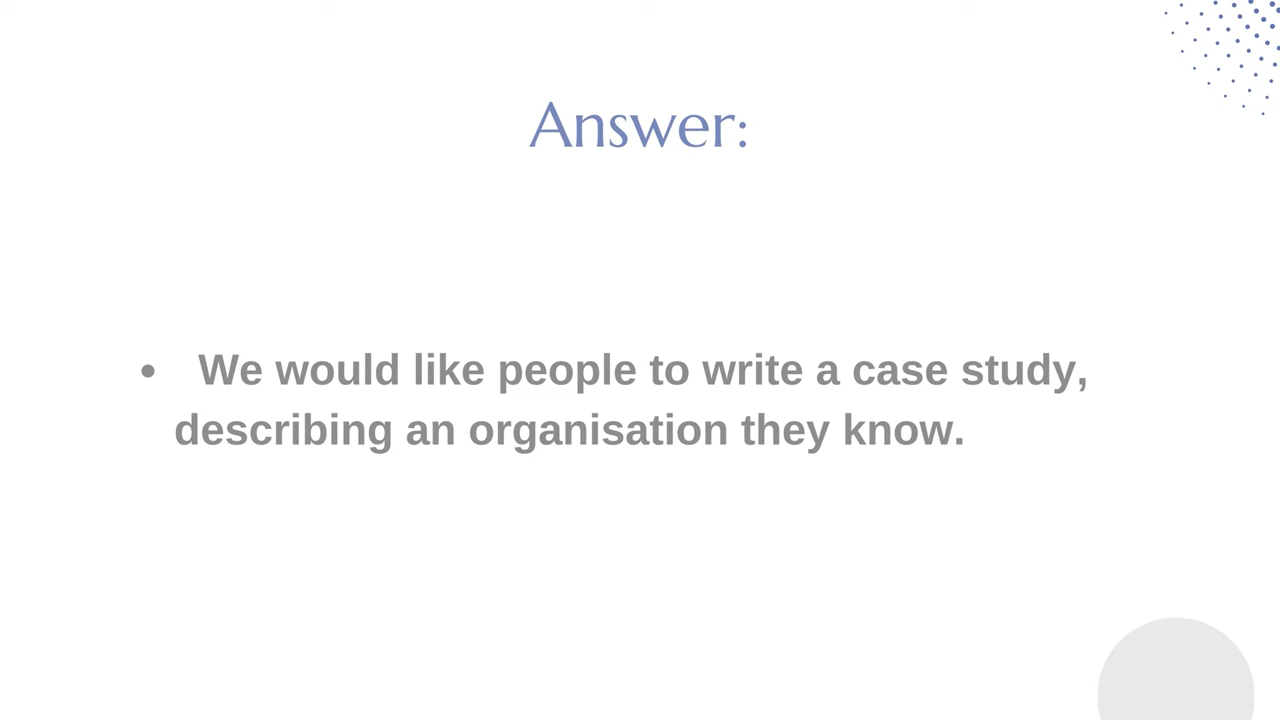 Answer:
• We would like people to write a case study,
describing an organisation they know.